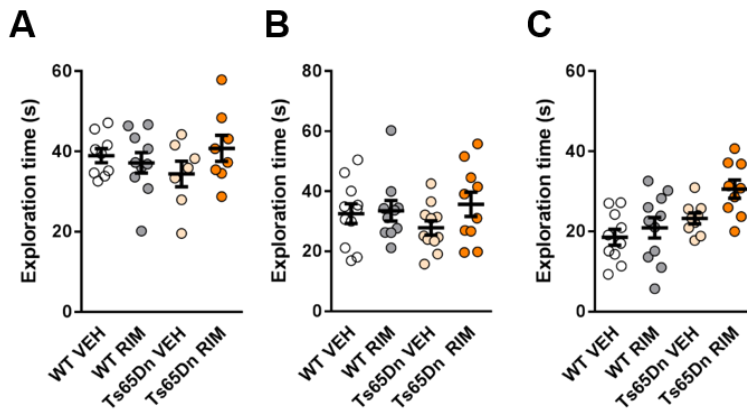 A
B
C
Exploration time (s)
60
40
20
0
WT VEH
WT RIM
Ts65Dn VEH
Ts65Dn RIM
Exploration time (s)
80
60
40
20
0
WT VEH
WT RIM
Ts65Dn VEH
Ts65Dn RIM
Exploration time (s)
60
40
20
0
WT VEH
WT RIM
Ts65Dn VEH
Ts65Dn RIM